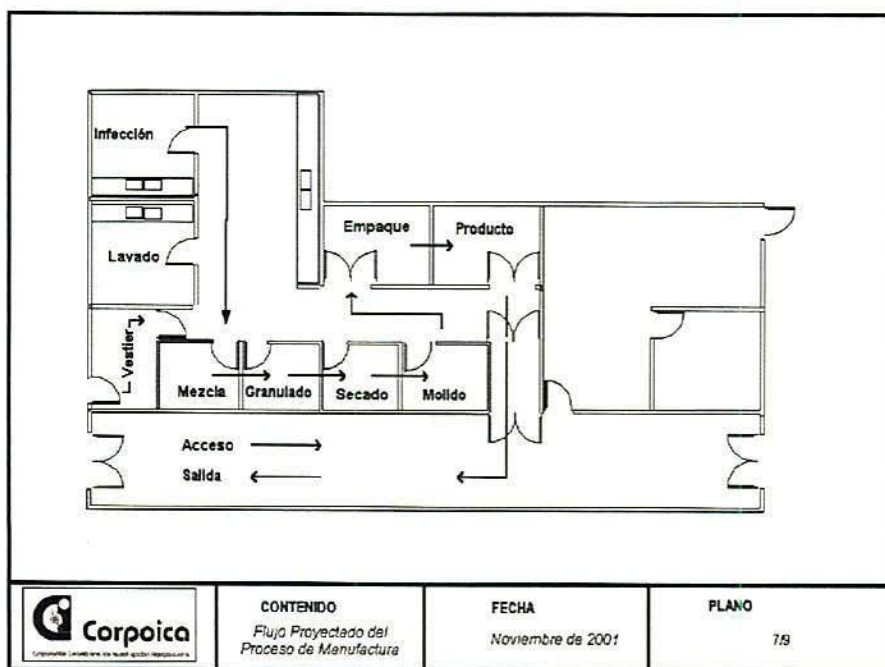 Infección
Lavado
Vestier
Empaque
Producto
Mezcla
Granulado
Secado
Molido
Acceso
Salida
Corpoica
CONTENIDO
Flujo Proyectado del
Proceso de Manufactura
FECHA
Noviembre de 2001
PLANO
7/9